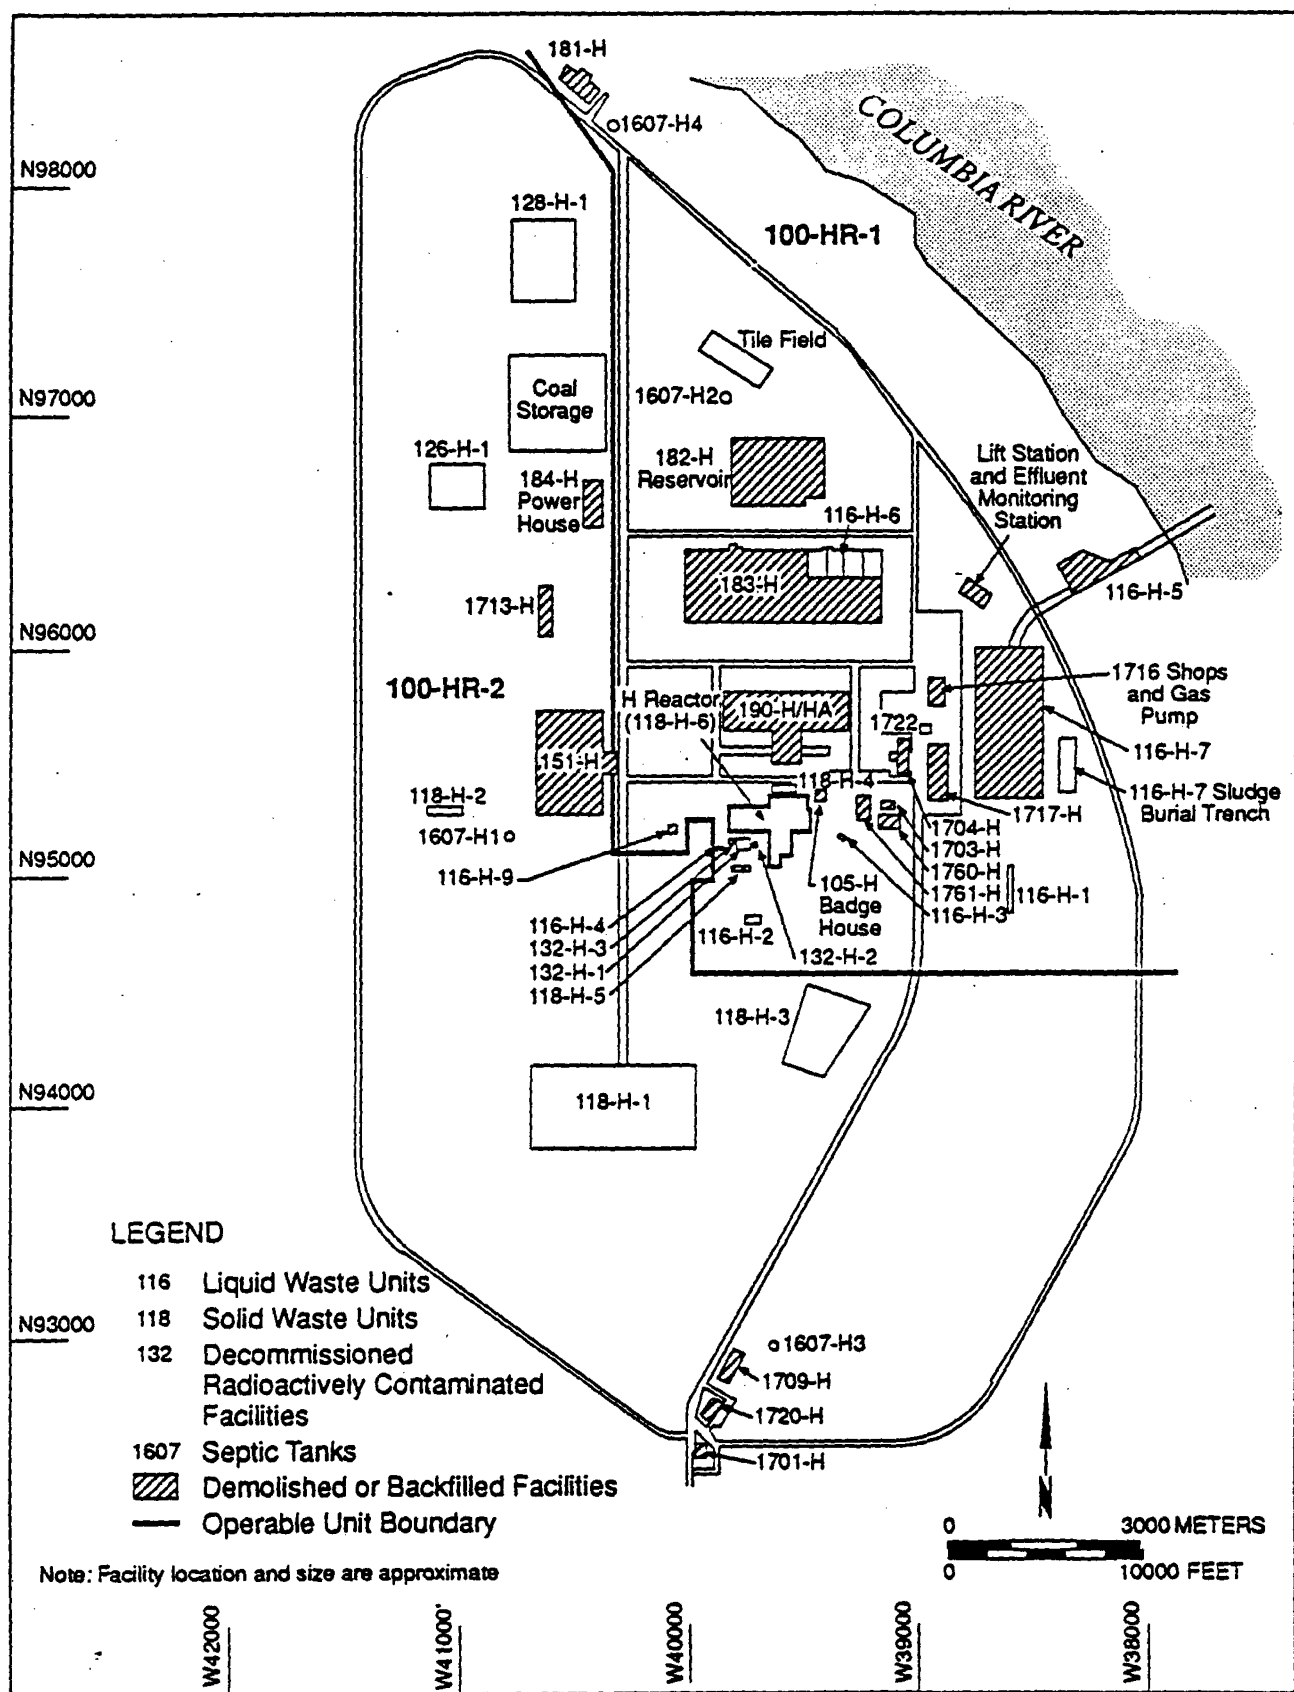 181-H
1607-H4
COLUMBIA RIVER
N98000
128-H-1
100-HR-1
Tile Field
Coal
Storage
1607-H2
N97000
126-H-1
182-H
Reservoir
Lift Station
and Effluent
Monitoring
Station
184-H
Power
House
116-H-6
183-H
116-H-5
1713-H
N96000
100-HR-2
H Reactor
(118-H-6)
190-H/HA
1722
1716 Shops
and Gas
Pump
116-H-7
151-H
118-H-4
118-H-2
1717-H
116-H-7 Sludge
Burial Trench
1607-H1
1704-H
1703-H
N95000
116-H-9
105-H
Badge
House
1760-H
1761-H
116-H-1
116-H-3
116-H-4
132-H-3
132-H-1
118-H-5
116-H-2
132-H-2
118-H-3
N94000
118-H-1
LEGEND
116 Liquid Waste Units
118 Solid Waste Units
132 Decommissioned
Radioactively Contaminated
Facilities
1607 Septic Tanks
Demolished or Backfilled Facilities
Operable Unit Boundary
N93000
1607-H3
1709-H
1720-H
1701-H
N
0 3000 METERS
0 10000 FEET
Note: Facility location and size are approximate
W42000
W41000'
W40000
W39000
W38000